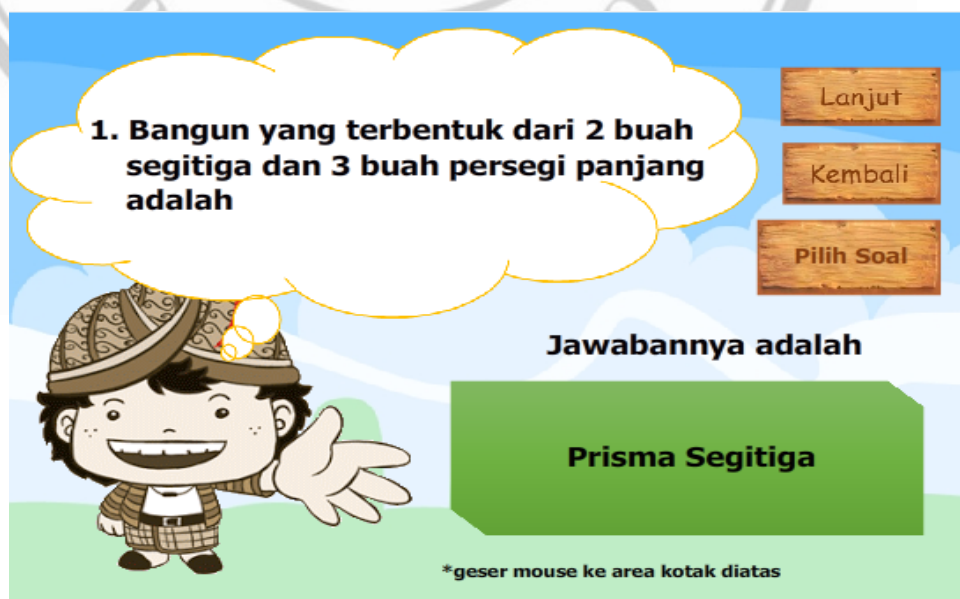 1. Bangun yang terbentuk dari 2 buah
segitiga dan 3 buah persegi panjang
adalah
Lanjut
Kembali
Pilih Soal
Jawabannya adalah
Prisma Segitiga
*geser mouse ke area kotak diatas